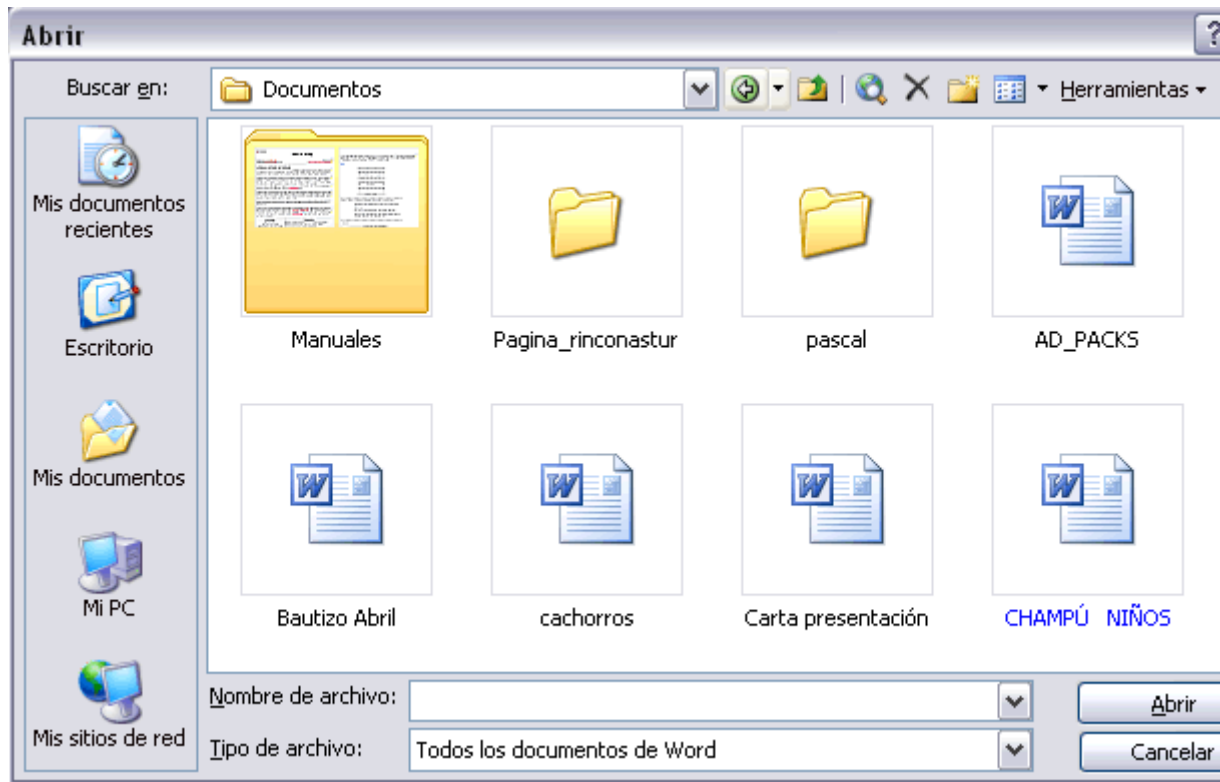 Abrir
?
Buscar en:
Documentos
Herramientas
Mis documentos
recientes
Escritorio
Mis documentos
Mi PC
Mis sitios de red
Manuales
Pagina_rinconastur
pascal
AD_PACKS
Bautizo Abril
cachorros
Carta presentación
CHAMPÚ NIÑOS
Nombre de archivo:
Abrir
Tipo de archivo:
Todos los documentos de Word
Cancelar